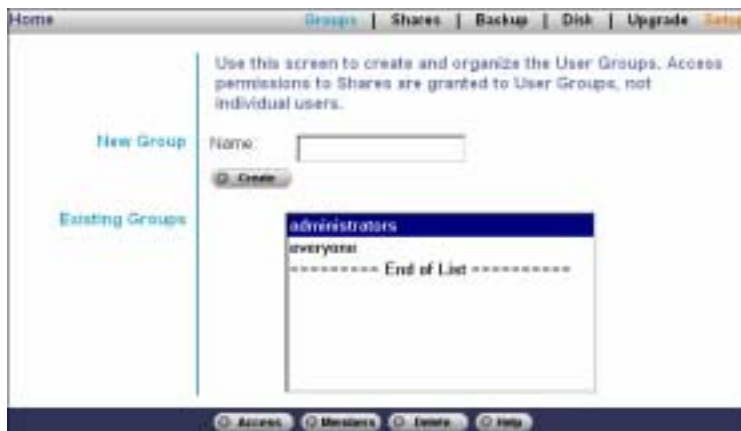 Home Groups | Shares | Backup | Disk | Upgrade Setup
Use this screen to create and organize the User Groups. Access
permissions to Shares are granted to User Groups, not
individual users.
New Group Name:
Create
Existing Groups
administrators
everyone
--------- End of List ----------
Access Members Delete Help